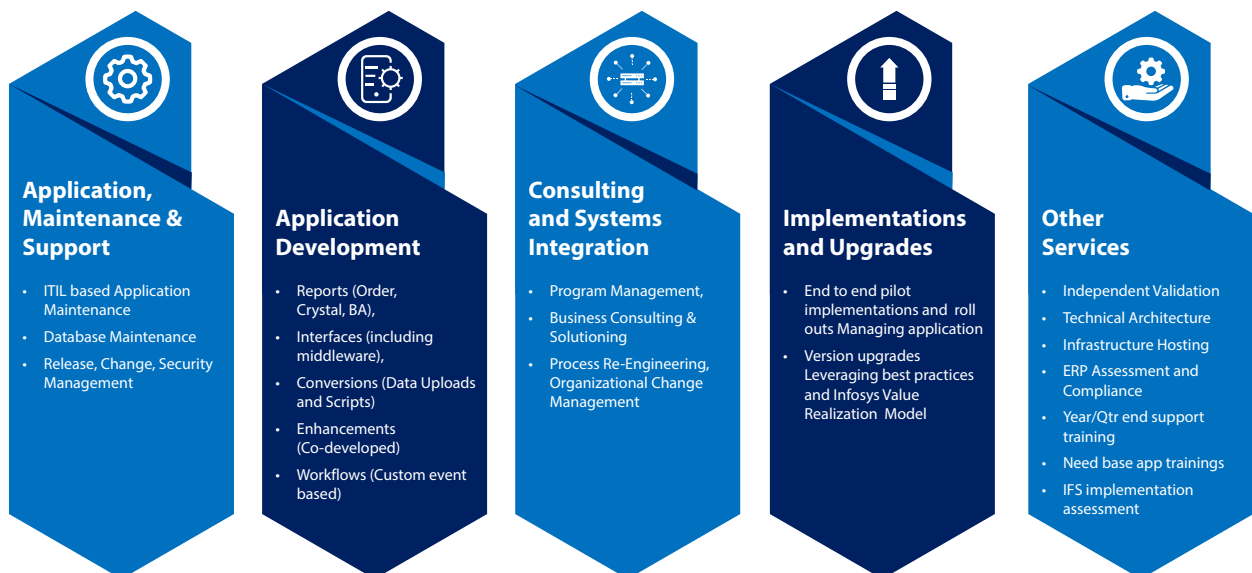 Application,
Maintenance &
Support
• ITIL based Application
Maintenance
• Database Maintenance
• Release, Change, Security
Management
Application
Development
• Reports (Order,
Crystal, BA),
• Interfaces (including
middleware),
• Conversions (Data Uploads
and Scripts)
• Enhancements
(Co-developed)
• Workflows (Custom event
based)
Consulting
and Systems
Integration
• Program Management,
• Business Consulting &
Solutioning
• Process Re-Engineering,
Organizational Change
Management
Implementations
and Upgrades
• End to end pilot
implementations and roll
outs Managing application
• Version upgrades
Leveraging best practices
and Infosys Value
Realization Model
Other
Services
• Independent Validation
• Technical Architecture
• Infrastructure Hosting
• ERP Assessment and
Compliance
• Year/Qtr end support
training
• Need base app trainings
• IFS implementation
assessment